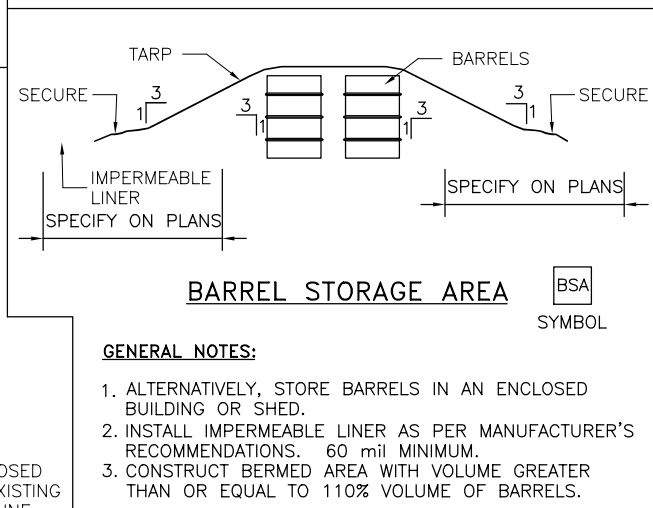 TARP
BARRELS
SECURE
3
1
3
1
3
1
3
1
SECURE
IMPERMEABLE
LINER
SPECIFY ON PLANS
SPECIFY ON PLANS
BARREL STORAGE AREA
BSA
SYMBOL
GENERAL NOTES:
1. ALTERNATIVELY, STORE BARRELS IN AN ENCLOSED
BUILDING OR SHED.
2. INSTALL IMPERMEABLE LINER AS PER MANUFACTURER'S
RECOMMENDATIONS. 60 mil MINIMUM.
3. CONSTRUCT BERMED AREA WITH VOLUME GREATER
THAN OR EQUAL TO 110% VOLUME OF BARRELS.
OSED
XISTING